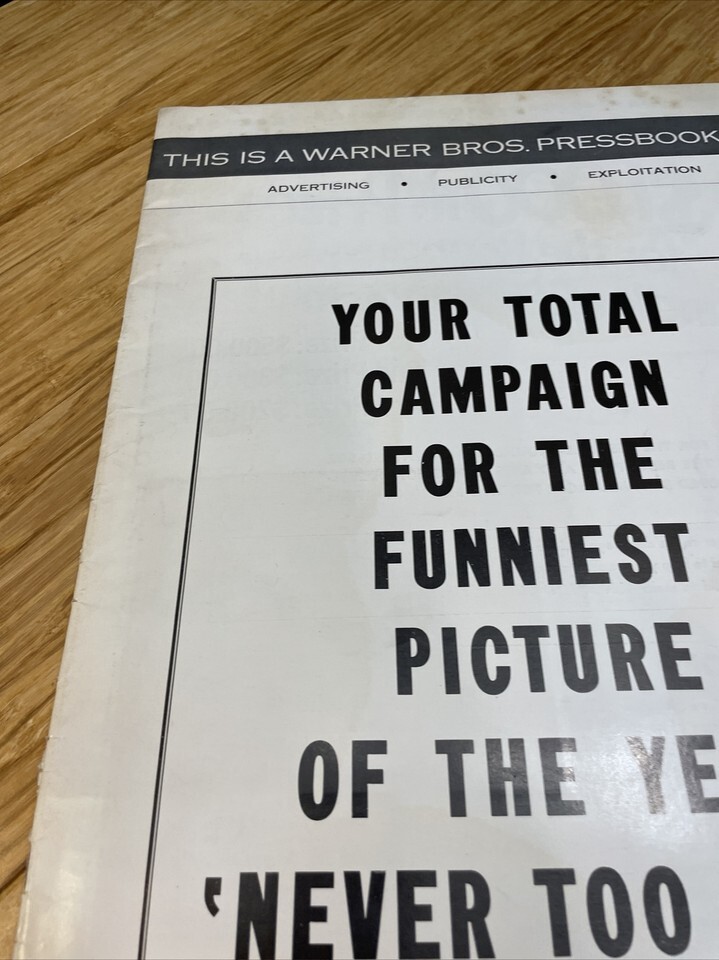 THIS IS A WARNER BROS. PRESSBOOK
ADVERTISING • PUBLICITY • EXPLOITATION
YOUR TOTAL
CAMPAIGN
FOR THE
FUNNIEST
PICTURE
OF THE YE
‘NEVER TOO